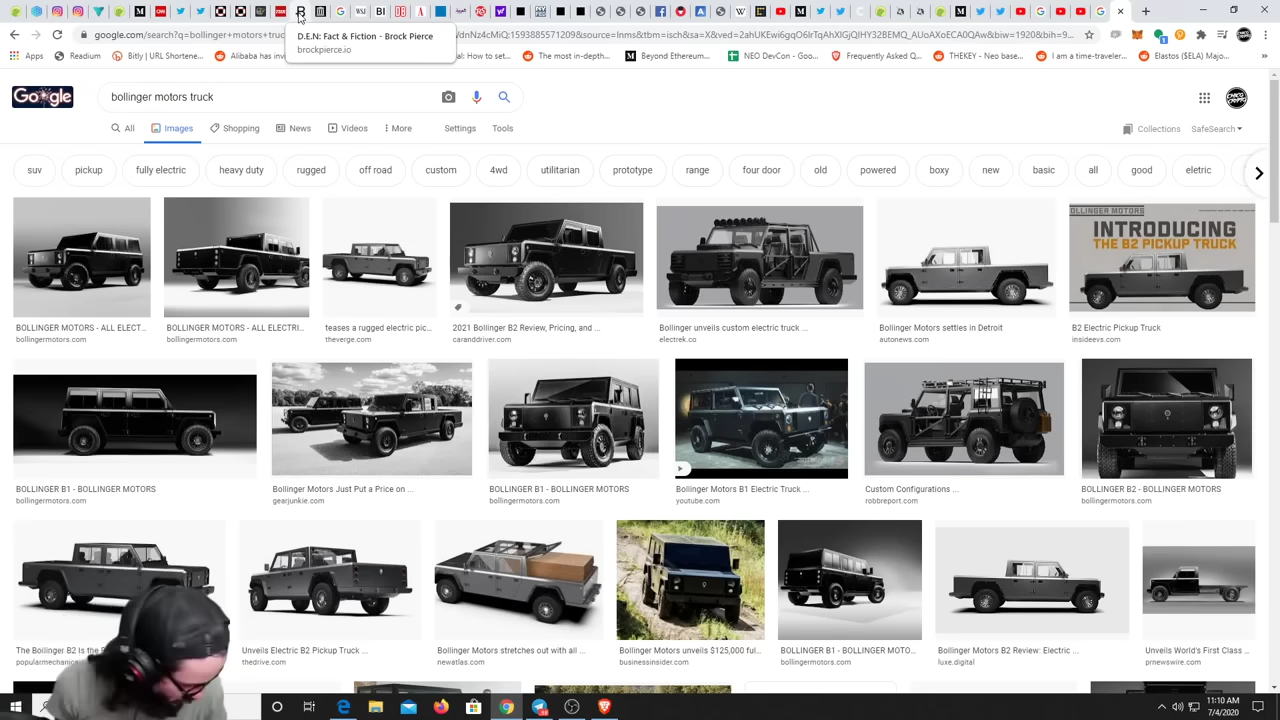 D.E.N: Fact & Fiction - Brock Pierce
brockpierce.io
google.com/search?q=bollinger+motors+truc
Apps
Readium
Bitly | URL Shortene...
Alibaba has inv
al: How to set...
The most in-depth...
Beyond Ethereum...
NEO DevCon - Goo...
Frequently Asked Q...
THEKEY - Neo base...
I am a time-traveler...
Elastos ($ELA) Majo...
Google
bollinger motors truck
All
Images
Shopping
News
Videos
More
Settings
Tools
Collections
SafeSearch
suv
pickup
fully electric
heavy duty
rugged
off road
custom
4wd
utilitarian
prototype
range
four door
old
powered
boxy
new
basic
all
good
eletric
BOLLINGER MOTORS
INTRODUCING
THE B2 PICKUP TRUCK
BOLLINGER MOTORS - ALL ELECT...
bollingermotors.com
BOLLINGER MOTORS - ALL ELECTRI...
bollingermotors.com
teases a rugged electric pic...
theverge.com
2021 Bollinger B2 Review, Pricing, and ...
caranddriver.com
Bollinger unveils custom electric truck ...
electrek.co
Bollinger Motors settles in Detroit
autonews.com
B2 Electric Pickup Truck
insideevs.com
BOLLINGER B1 - BOLLINGER MOTORS
bollingermotors.com
Bollinger Motors Just Put a Price on ...
gearjunkie.com
BOLLINGER B1 - BOLLINGER MOTORS
bollingermotors.com
Bollinger Motors B1 Electric Truck ...
youtube.com
Custom Configurations ...
robbreport.com
BOLLINGER B2 - BOLLINGER MOTORS
bollingermotors.com
The Bollinger B2 Is the
popularmechanic
Unveils Electric B2 Pickup Truck ...
thedrive.com
Bollinger Motors stretches out with all ...
newatlas.com
Bollinger Motors unveils $125,000 ful...
businessinsider.com
BOLLINGER B1 - BOLLINGER MOTO...
bollingermotors.com
Bollinger Motors B2 Review: Electric ...
luxe.digital
Unveils World's First Class ...
prnewswire.com
11:10 AM
7/4/2020